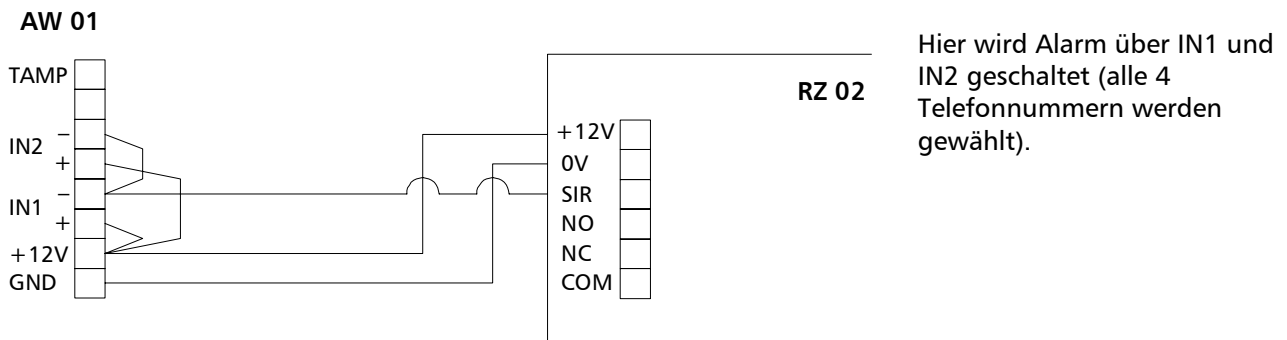 AW 01
TAMP
IN2
–
+
IN1
–
+
+12V
GND
RZ 02
+12V
0V
SIR
NO
NC
COM
Hier wird Alarm über IN1 und
IN2 geschaltet (alle 4
Telefonnummern werden
gewählt).